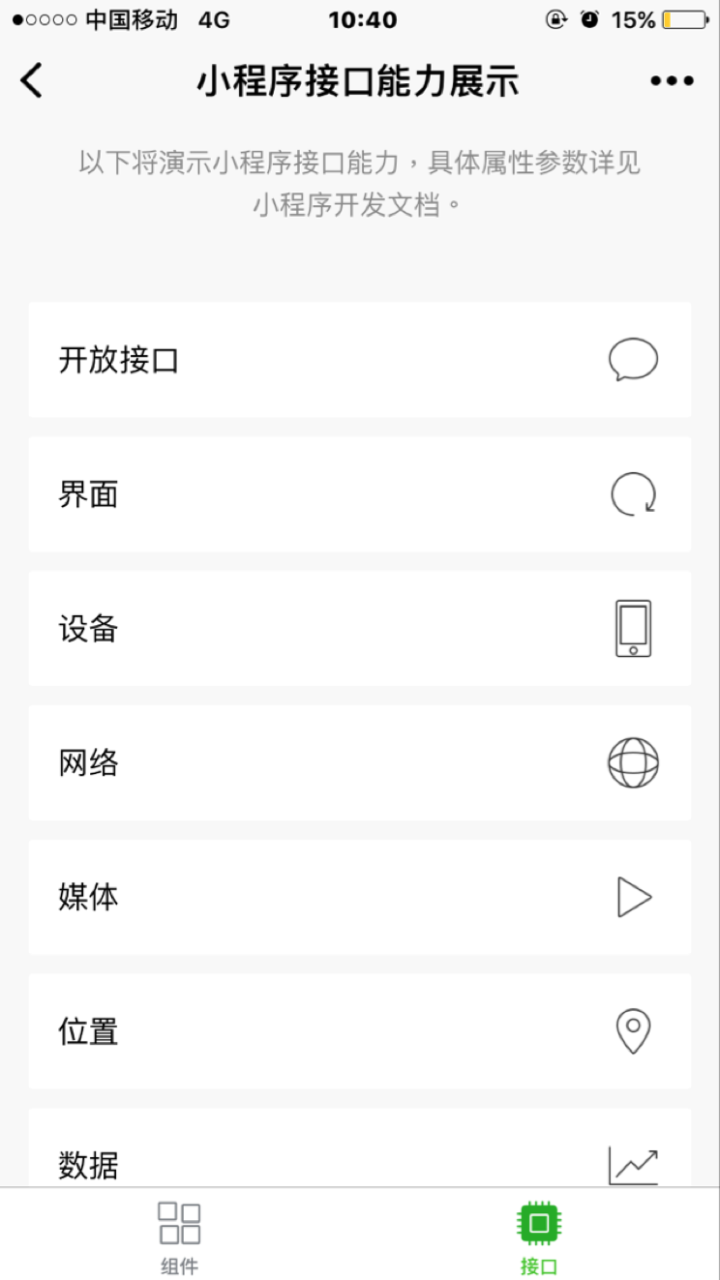 中国移动 4G 10:40 15%
小程序接口能力展示
以下将演示小程序接口能力，具体属性参数详见
小程序开发文档。
开放接口
界面
设备
网络
媒体
位置
数据
组件 接口